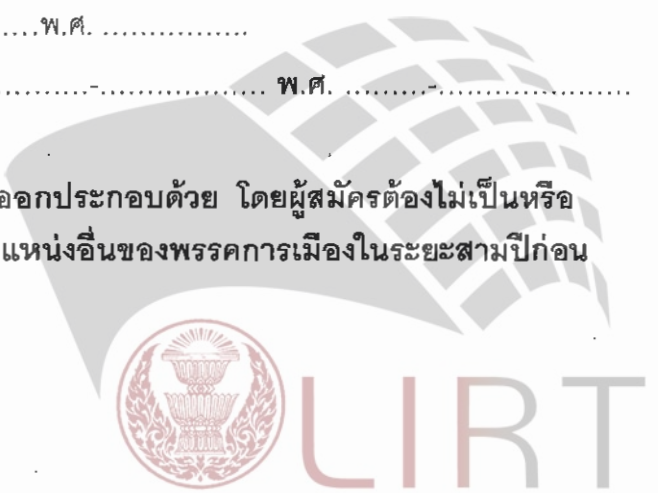 .....พ.ศ. ................
..........-................. พ.ศ. .........-.....................
ออกประกอบด้วย โดยผู้สมัครต้องไม่เป็นหรือ
แหน่งอื่นของพรรคการเมืองในระยะสามปีก่อน
LIRT